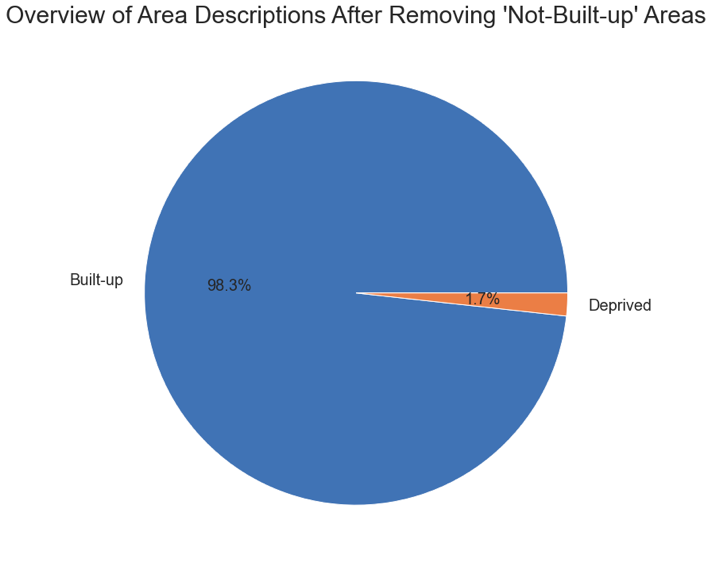 Overview of Area Descriptions After Removing 'Not-Built-up' Areas
Built-up
98.3%
1.7%
Deprived